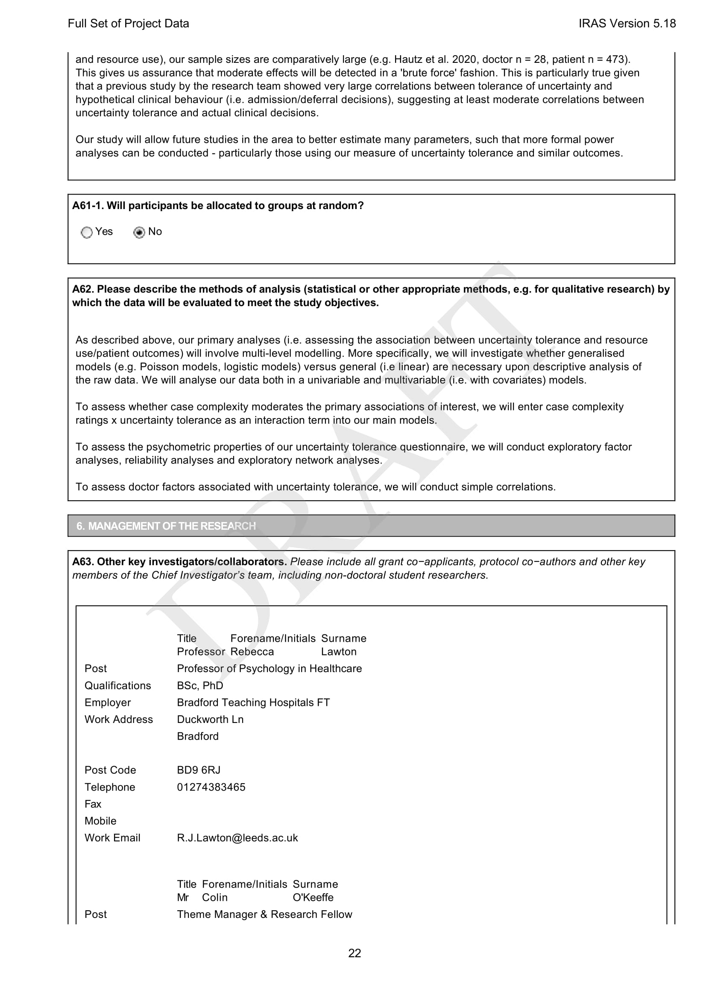 Full Set of Project Data IRAS Version 5.18
and resource use), our sample sizes are comparatively large (e.g. Hautz et al. 2020, doctor n = 28, patient n = 473).
This gives us assurance that moderate effects will be detected in a 'brute force' fashion. This is particularly true given
that a previous study by the research team showed very large correlations between tolerance of uncertainty and
hypothetical clinical behaviour (i.e. admission/deferral decisions), suggesting at least moderate correlations between
uncertainty tolerance and actual clinical decisions.
Our study will allow future studies in the area to better estimate many parameters, such that more formal power
analyses can be conducted - particularly those using our measure of uncertainty tolerance and similar outcomes.
A61-1. Will participants be allocated to groups at random?
Yes No
A62. Please describe the methods of analysis (statistical or other appropriate methods, e.g. for qualitative research) by
which the data will be evaluated to meet the study objectives.
As described above, our primary analyses (i.e. assessing the association between uncertainty tolerance and resource
use/patient outcomes) will involve multi-level modelling. More specifically, we will investigate whether generalised
models (e.g. Poisson models, logistic models) versus general (i.e linear) are necessary upon descriptive analysis of
the raw data. We will analyse our data both in a univariable and multivariable (i.e. with covariates) models.
To assess whether case complexity moderates the primary associations of interest, we will enter case complexity
ratings x uncertainty tolerance as an interaction term into our main models.
To assess the psychometric properties of our uncertainty tolerance questionnaire, we will conduct exploratory factor
analyses, reliability analyses and exploratory network analyses.
To assess doctor factors associated with uncertainty tolerance, we will conduct simple correlations.
6. MANAGEMENT OF THE RESEARCH
A63. Other key investigators/collaborators. Please include all grant co−applicants, protocol co−authors and other key
members of the Chief Investigator’s team, including non-doctoral student researchers.
Title Forename/Initials Surname
Professor Rebecca Lawton
Post Professor of Psychology in Healthcare
Qualifications BSc, PhD
Employer Bradford Teaching Hospitals FT
Work Address Duckworth Ln
Bradford
Post Code BD9 6RJ
Telephone 01274383465
Fax
Mobile
Work Email R.J.Lawton@leeds.ac.uk
Title Forename/Initials Surname
Mr Colin O'Keeffe
Post Theme Manager & Research Fellow
22
DRAFT